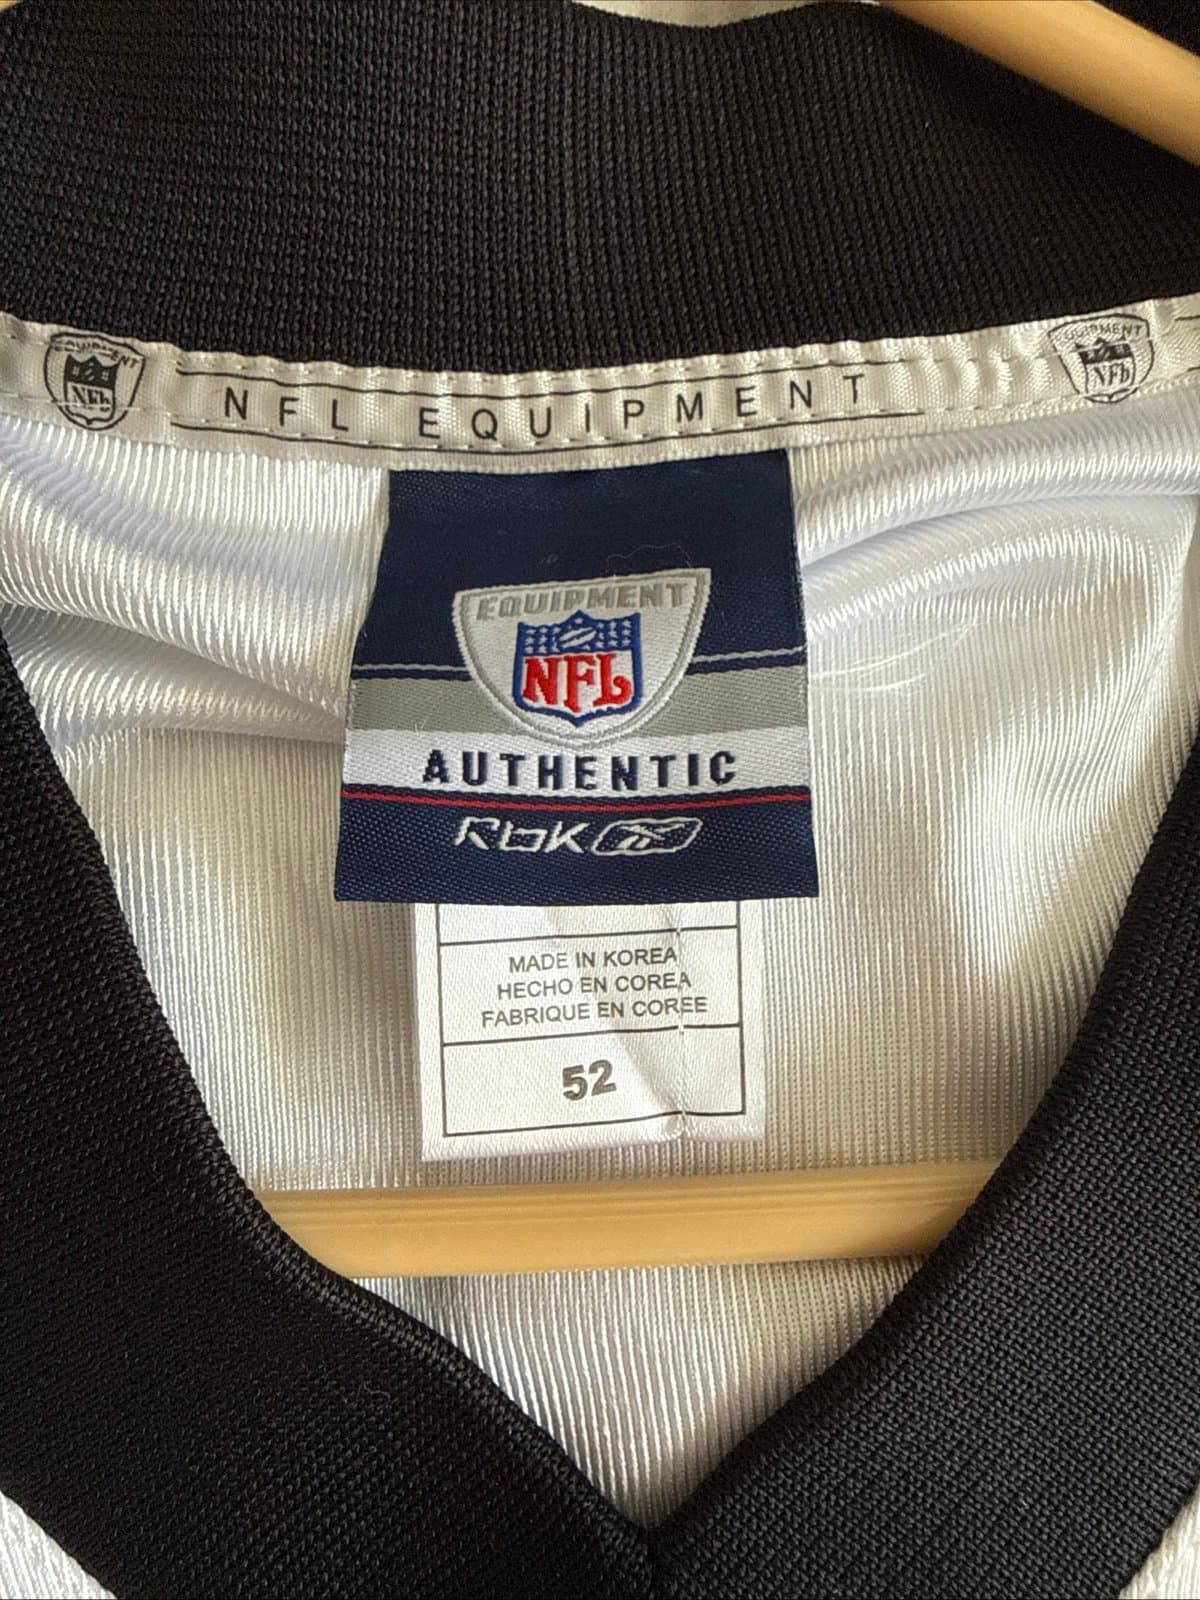 EQUIPMENT
NFL
NFL EQUIPMENT
EQUIPMENT
NFL
EQUIPMENT
NFL
AUTHENTIC
RbK
MADE IN KOREA
HECHO EN COREA
FABRIQUE EN COREE
52